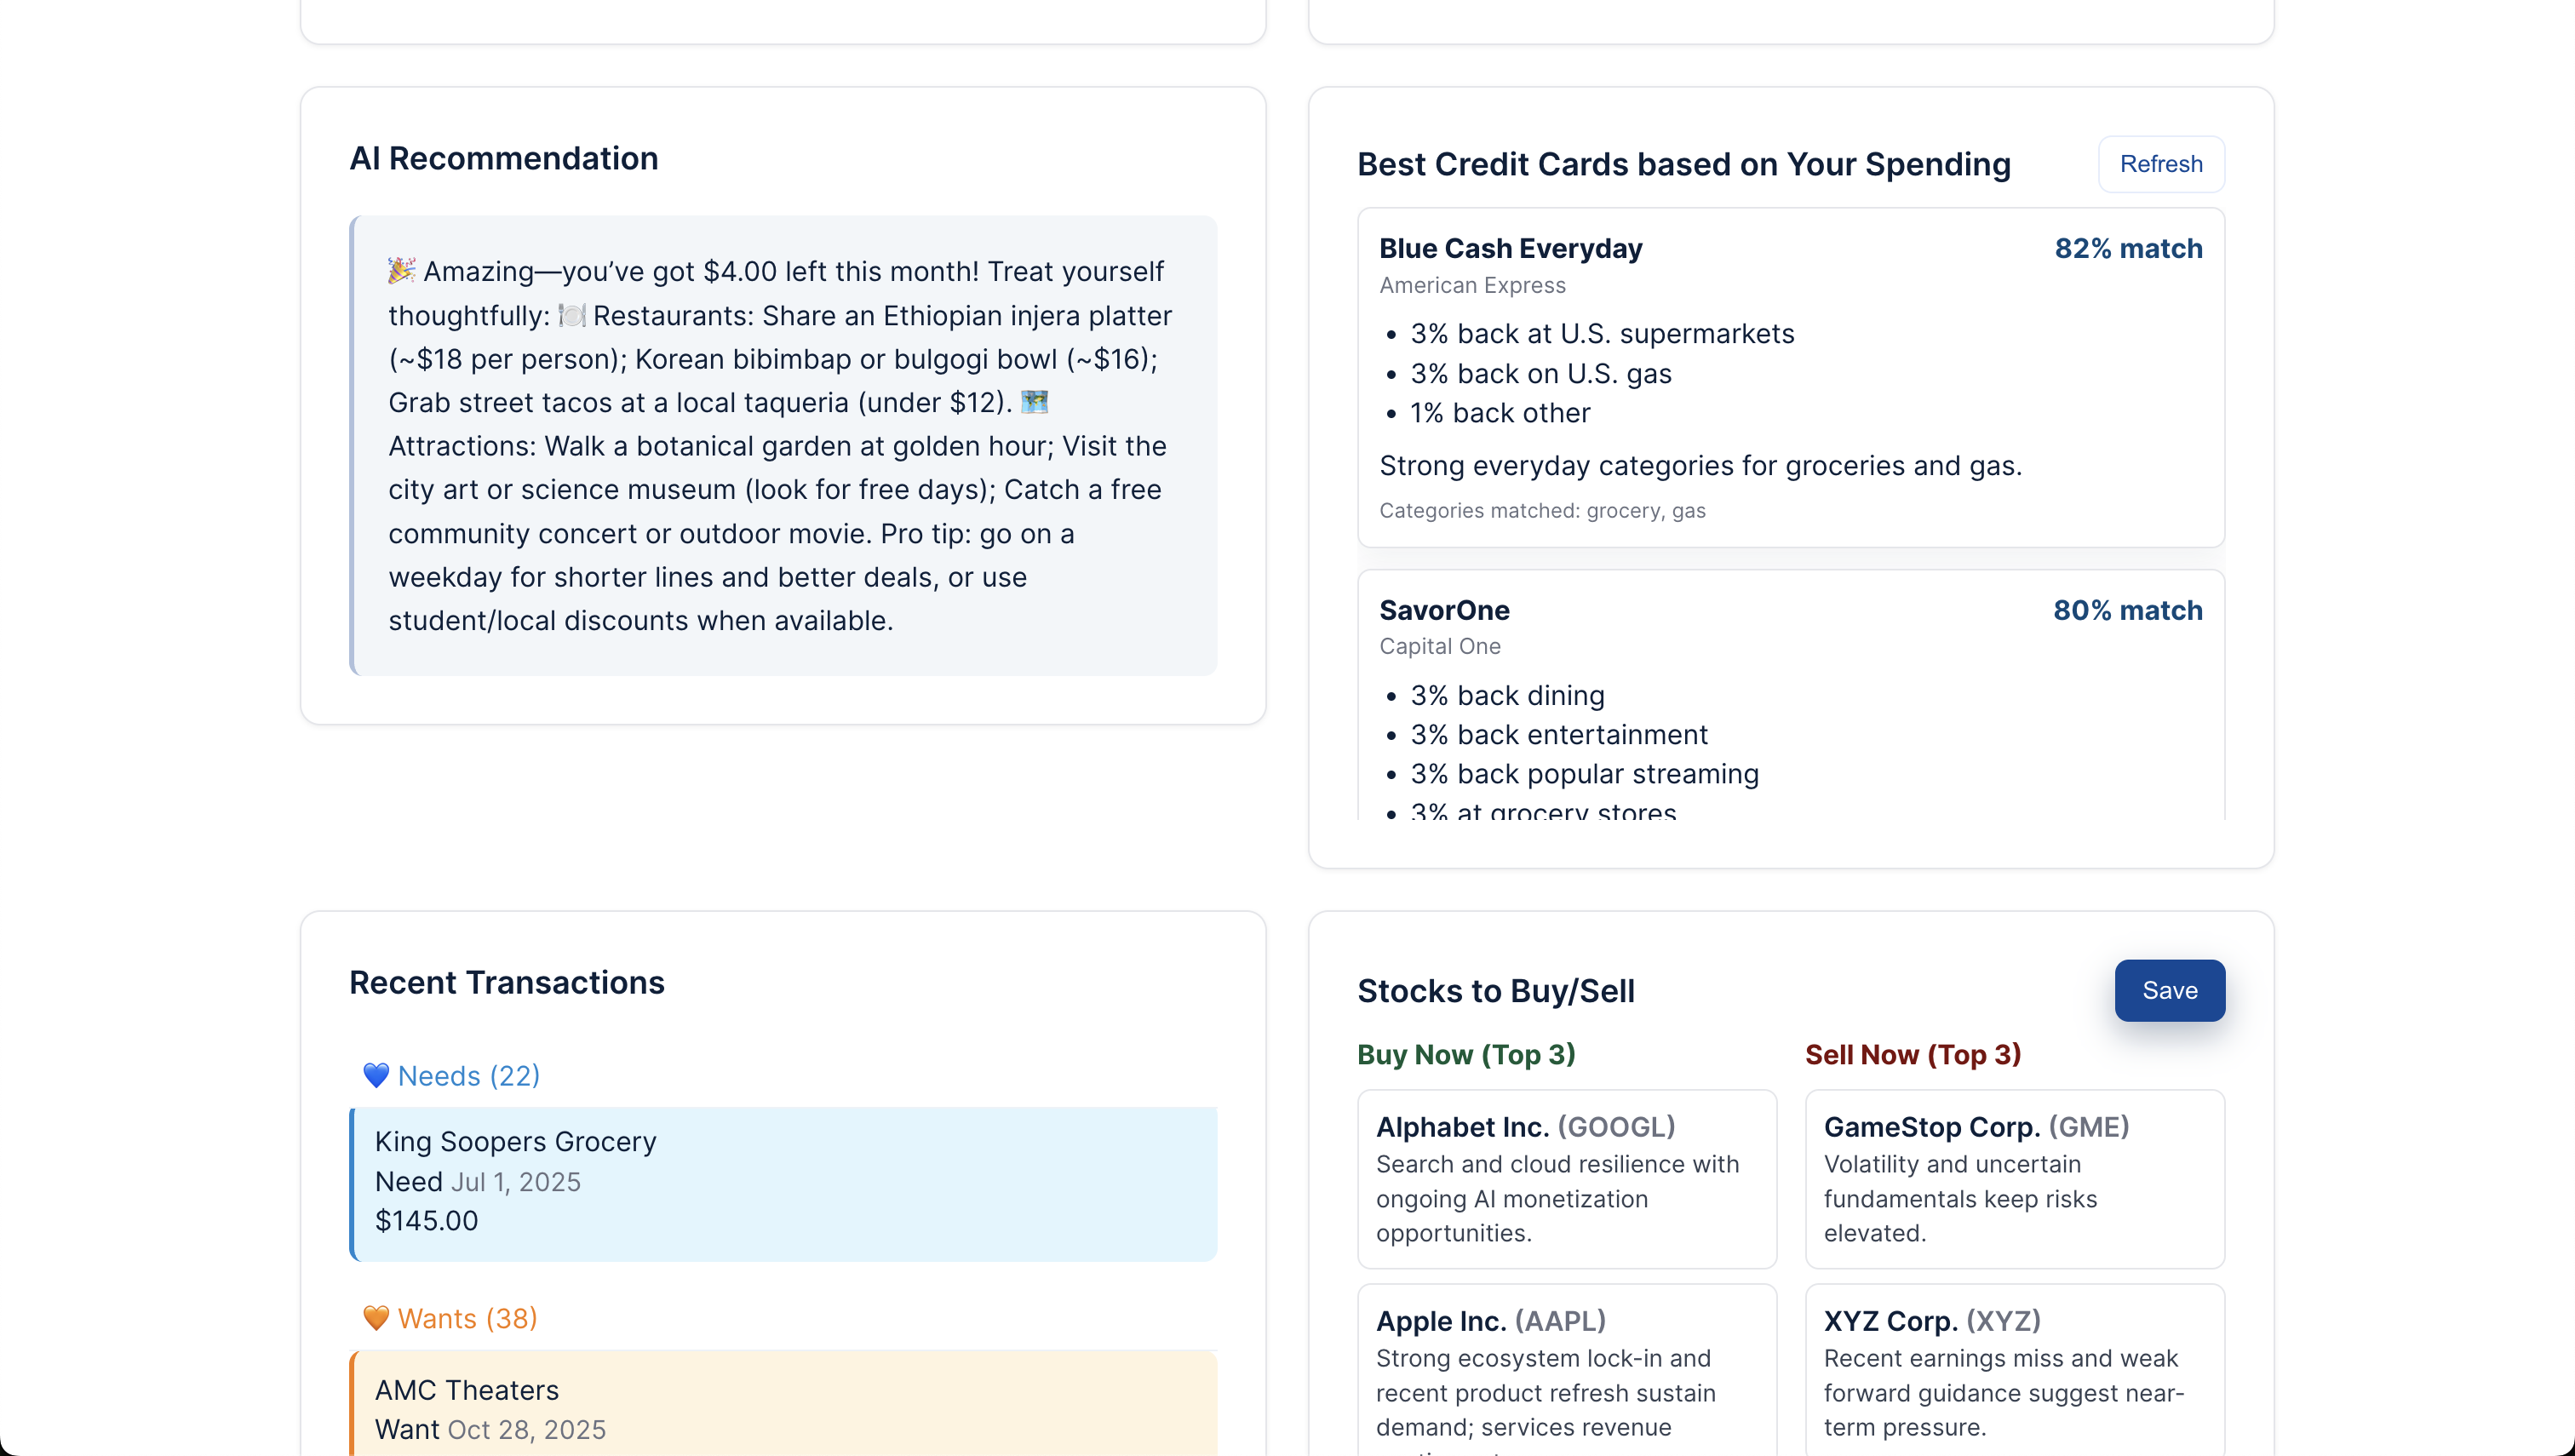 AI Recommendation
🎉 Amazing—you’ve got $4.00 left this month! Treat yourself
thoughtfully: 🍽️ Restaurants: Share an Ethiopian injera platter
(~$18 per person); Korean bibimbap or bulgogi bowl (~$16);
Grab street tacos at a local taqueria (under $12). 🗺️
Attractions: Walk a botanical garden at golden hour; Visit the
city art or science museum (look for free days); Catch a free
community concert or outdoor movie. Pro tip: go on a
weekday for shorter lines and better deals, or use
student/local discounts when available.
Best Credit Cards based on Your Spending
Refresh
Blue Cash Everyday
82% match
American Express
• 3% back at U.S. supermarkets
• 3% back on U.S. gas
• 1% back other
Strong everyday categories for groceries and gas.
Categories matched: grocery, gas
SavorOne
80% match
Capital One
• 3% back dining
• 3% back entertainment
• 3% back popular streaming
• 3% at grocery stores
Recent Transactions
💙 Needs (22)
King Soopers Grocery
Need Jul 1, 2025
$145.00
🧡 Wants (38)
AMC Theaters
Want Oct 28, 2025
Stocks to Buy/Sell
Save
Buy Now (Top 3)
Alphabet Inc. (GOOGL)
Search and cloud resilience with
ongoing AI monetization
opportunities.
Apple Inc. (AAPL)
Strong ecosystem lock-in and
recent product refresh sustain
demand; services revenue
Sell Now (Top 3)
GameStop Corp. (GME)
Volatility and uncertain
fundamentals keep risks
elevated.
XYZ Corp. (XYZ)
Recent earnings miss and weak
forward guidance suggest near-
term pressure.